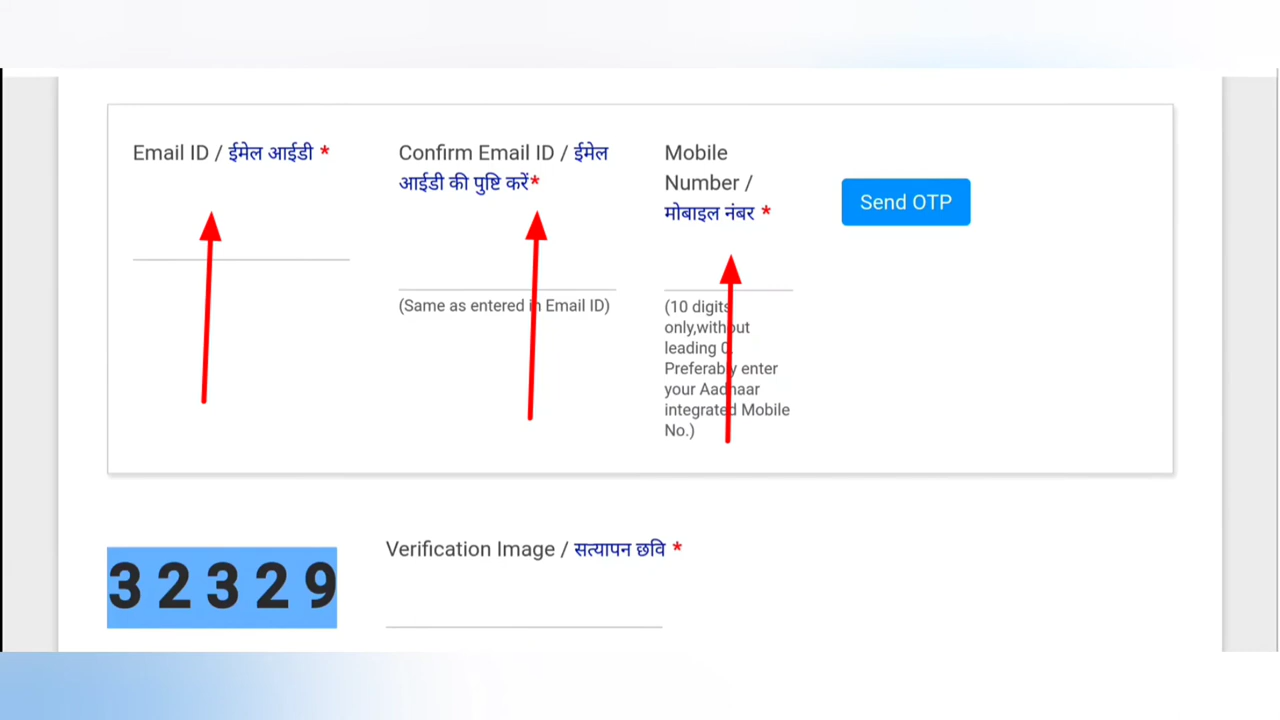 Email ID / ईमेल आईडी *
Confirm Email ID / ईमेल
आईडी की पुष्टि करें*
(Same as entered in Email ID)
Mobile
Number /
मोबाइल नंबर *
(10 digits
only,without
leading 0.
Preferably enter
your Aadhaar
integrated Mobile
No.)
Send OTP
32329
Verification Image / सत्यापन छवि *